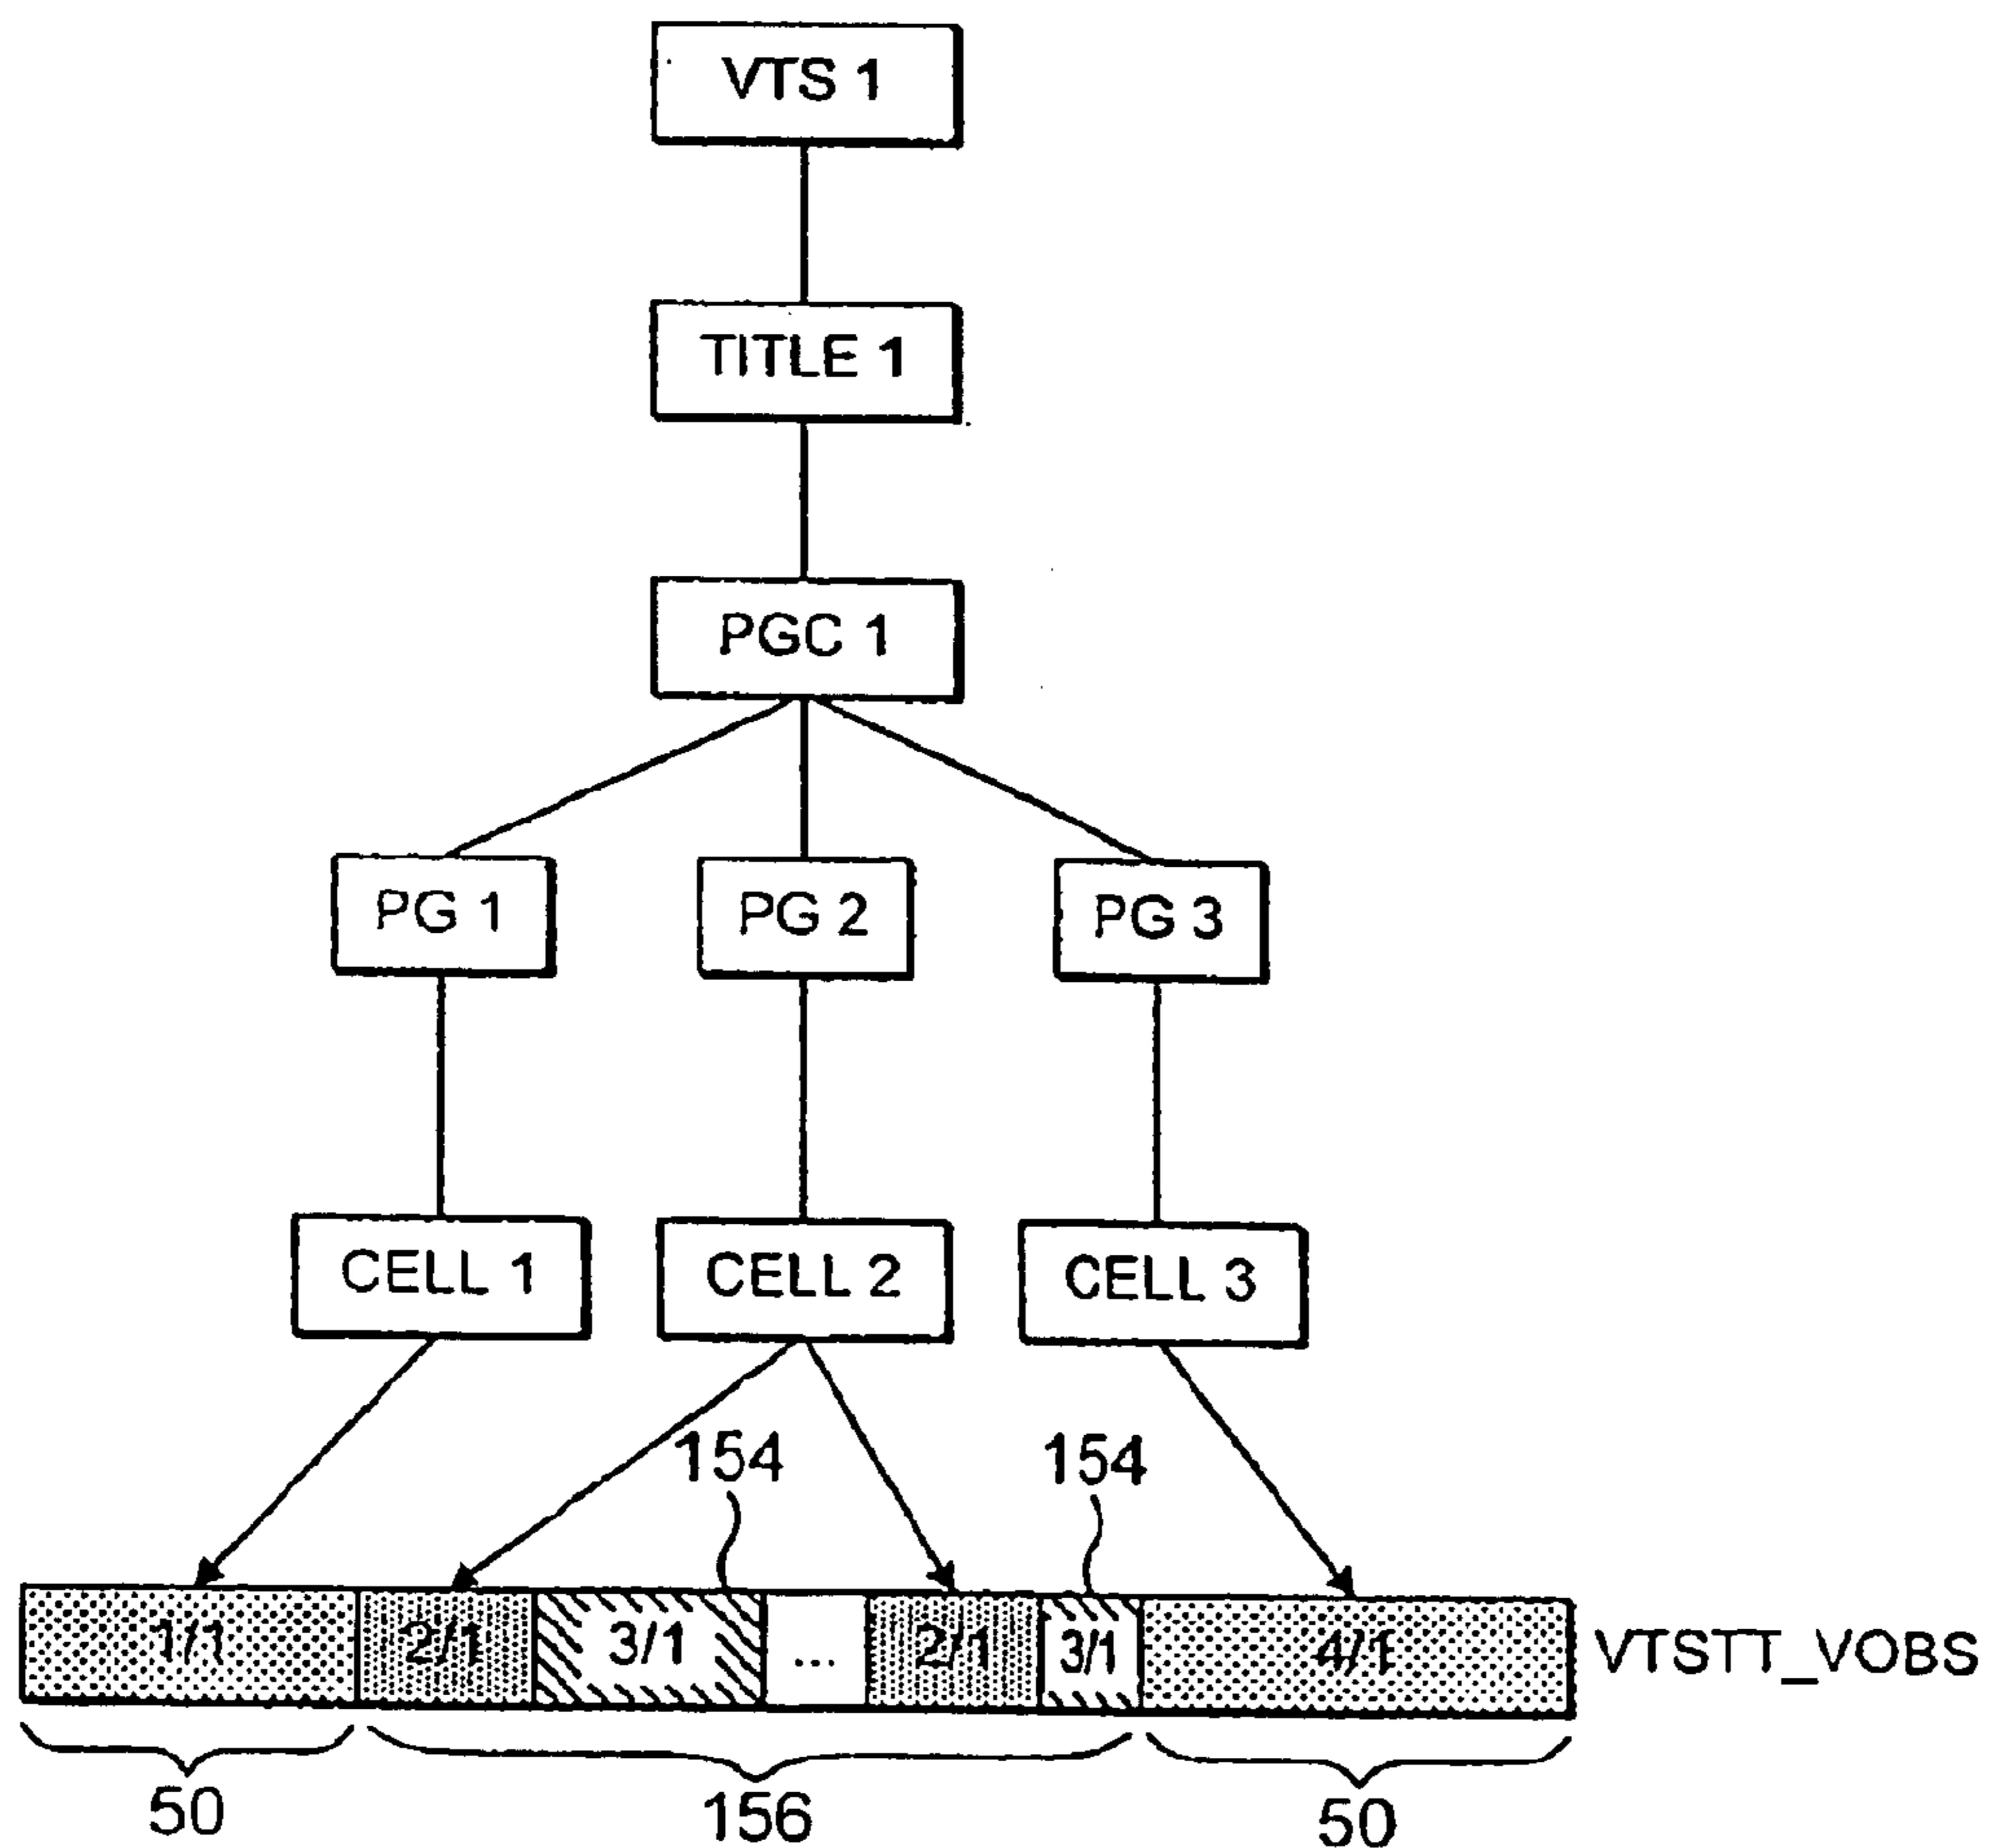 VTS 1
TITLE 1
PGC 1
PG 1 PG 2 PG 3
CELL 1 CELL 2 CELL 3
154 154
1/1 2/1 3/1 ... 2/1 3/1 4/1 VTSTT_VOBS
50 156 50